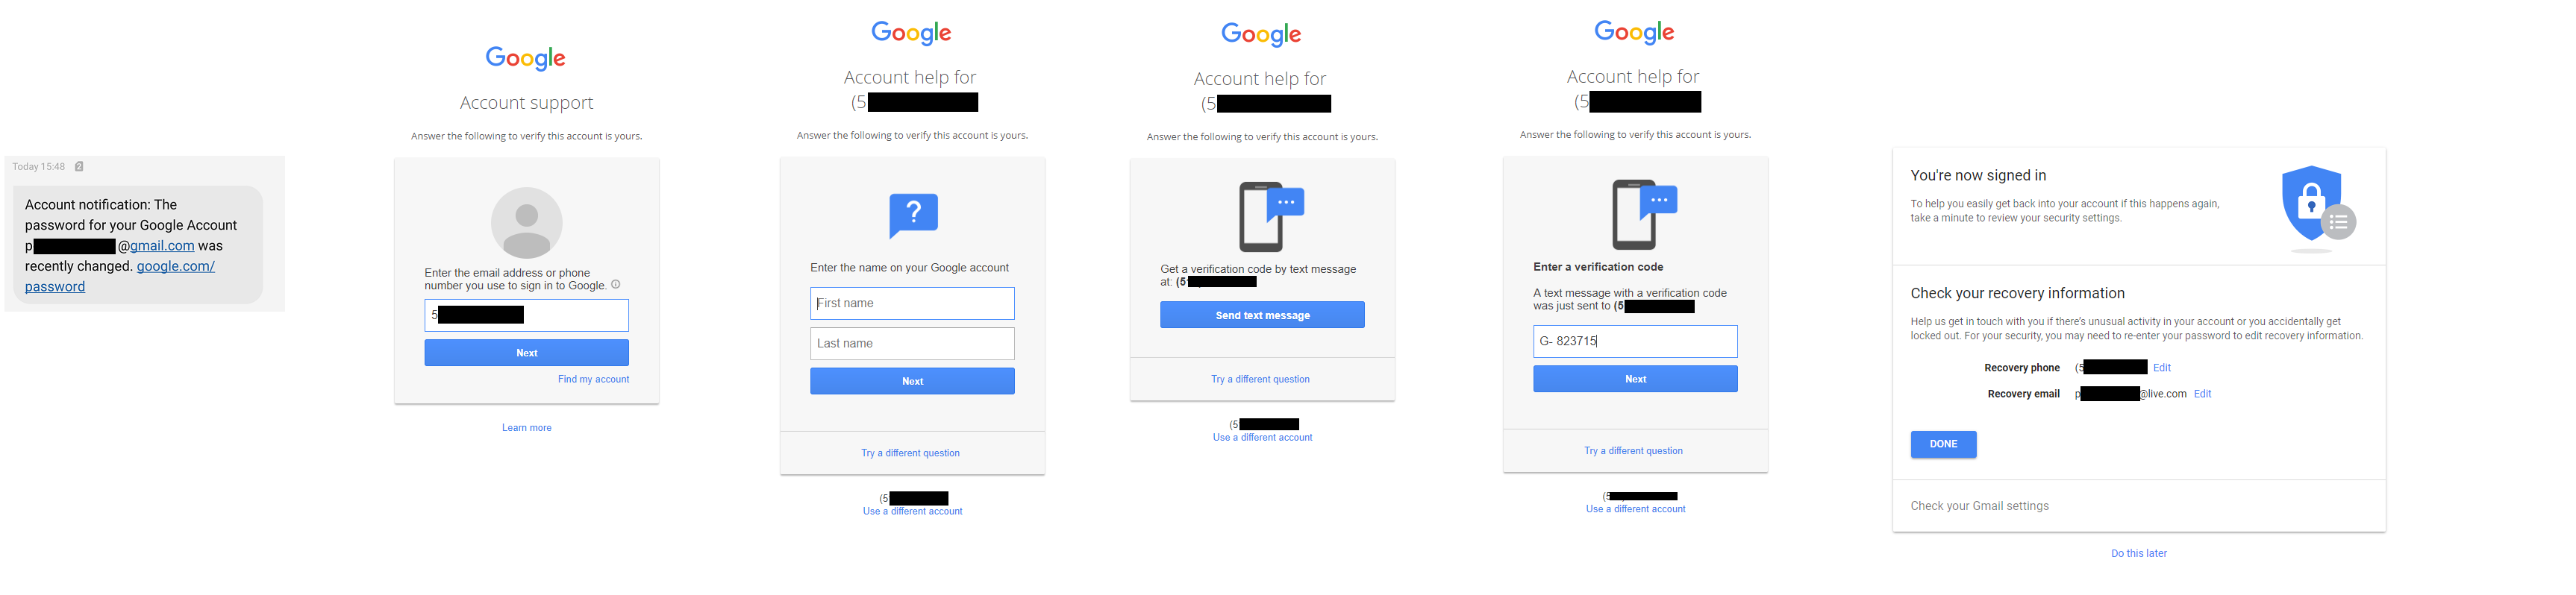 Today 15:48 2
Account notification: The
password for your Google Account
p @gmail.com was
recently changed. google.com/
password
Google
Account support
Answer the following to verify this account is yours.
Enter the email address or phone
number you use to sign in to Google.
5
Next
Find my account
Learn more
Google
Account help for
(5
Answer the following to verify this account is yours.
?
Enter the name on your Google account
First name
Last name
Next
Try a different question
(5
Use a different account
Google
Account help for
(5
Answer the following to verify this account is yours.
Get a verification code by text message
at: (5
Send text message
Try a different question
(5
Use a different account
Google
Account help for
(5
Answer the following to verify this account is yours.
Enter a verification code
A text message with a verification code
was just sent to (5
G- 823715
Next
Try a different question
(5
Use a different account
You're now signed in
To help you easily get back into your account if this happens again,
take a minute to review your security settings.
Check your recovery information
Help us get in touch with you if there's unusual activity in your account or you accidentally get
locked out. For your security, you may need to re-enter your password to edit recovery information.
Recovery phone (5 Edit
Recovery email p @live.com Edit
DONE
Check your Gmail settings
Do this later